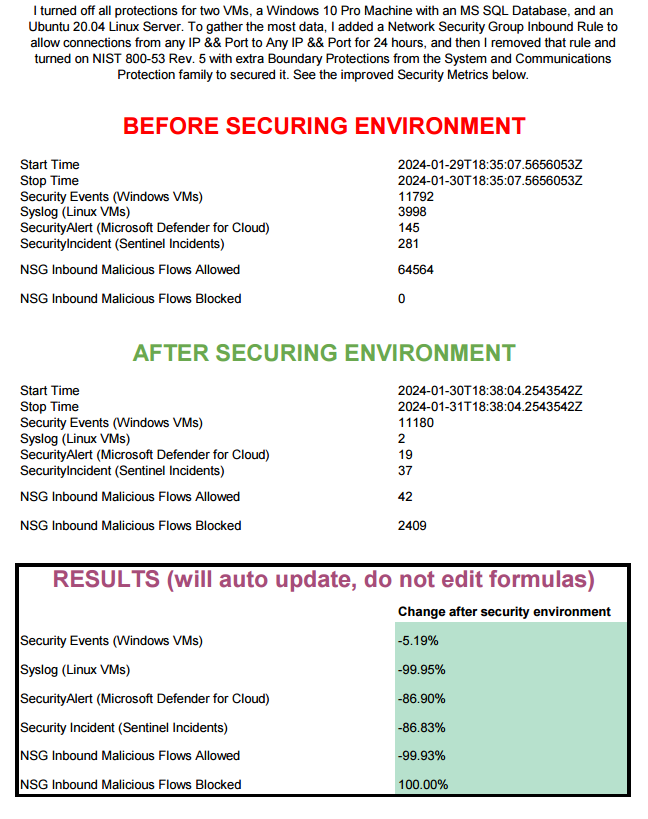 I turned off all protections for two VMs, a Windows 10 Pro Machine with an MS SQL Database, and an
Ubuntu 20.04 Linux Server. To gather the most data, I added a Network Security Group Inbound Rule to
allow connections from any IP && Port to Any IP && Port for 24 hours, and then I removed that rule and
turned on NIST 800-53 Rev. 5 with extra Boundary Protections from the System and Communications
Protection family to secured it. See the improved Security Metrics below.
BEFORE SECURING ENVIRONMENT
Start Time 2024-01-29T18:35:07.5656053Z
Stop Time 2024-01-30T18:35:07.5656053Z
Security Events (Windows VMs) 11792
Syslog (Linux VMs) 3998
SecurityAlert (Microsoft Defender for Cloud) 145
SecurityIncident (Sentinel Incidents) 281
NSG Inbound Malicious Flows Allowed 64564
NSG Inbound Malicious Flows Blocked 0
AFTER SECURING ENVIRONMENT
Start Time 2024-01-30T18:38:04.2543542Z
Stop Time 2024-01-31T18:38:04.2543542Z
Security Events (Windows VMs) 11180
Syslog (Linux VMs) 2
SecurityAlert (Microsoft Defender for Cloud) 19
SecurityIncident (Sentinel Incidents) 37
NSG Inbound Malicious Flows Allowed 42
NSG Inbound Malicious Flows Blocked 2409
RESULTS (will auto update, do not edit formulas)
Change after security environment
Security Events (Windows VMs) -5.19%
Syslog (Linux VMs) -99.95%
SecurityAlert (Microsoft Defender for Cloud) -86.90%
Security Incident (Sentinel Incidents) -86.83%
NSG Inbound Malicious Flows Allowed -99.93%
NSG Inbound Malicious Flows Blocked 100.00%